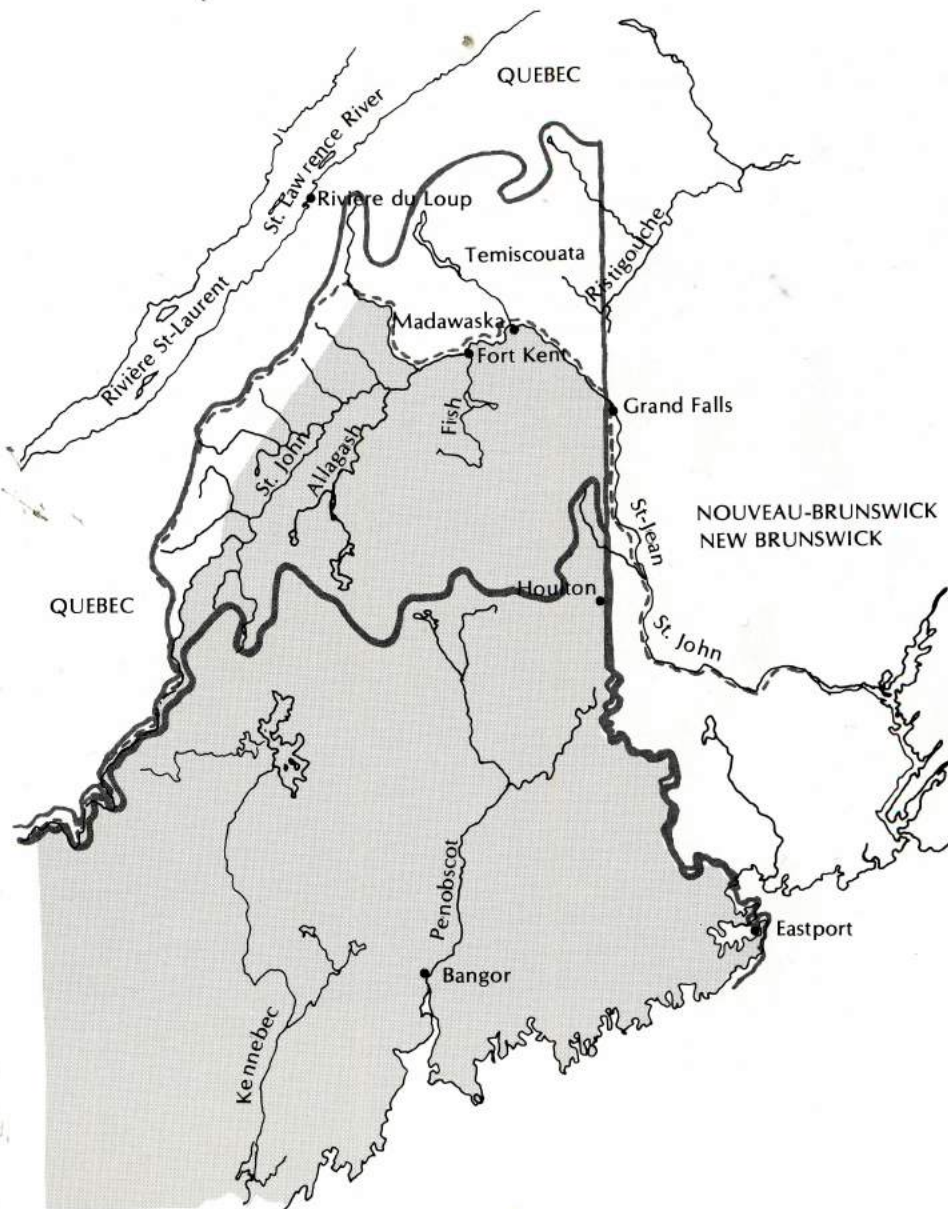 QUEBEC
St. Lawrence River
Rivière du Loup
Temiscouata
Ristigouche
Rivière St-Laurent
Madawaska
Fort Kent
Grand Falls
Fish
St. John
Allagash
St-Jean
NOUVEAU-BRUNSWICK
NEW BRUNSWICK
Houlton
QUEBEC
St. John
Penobscot
Eastport
Bangor
Kennebec